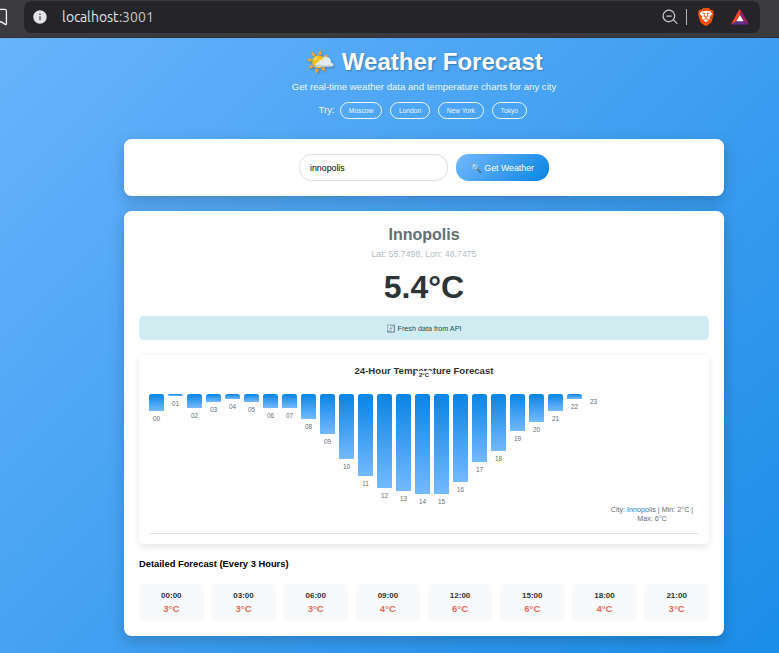 localhost:3001
Weather Forecast
Get real-time weather data and temperature charts for any city
Try: Moscow London New York Tokyo
innopolis
Get Weather
Innopolis
Lat: 55.7498, Lon: 48.7475
5.4°C
Fresh data from API
24-Hour Temperature Forecast
2°C
00 01 02 03 04 05 06 07 08 09 10 11 12 13 14 15 16 17 18 19 20 21 22 23
City: Innopolis | Min: 2°C |
Max: 6°C
Detailed Forecast (Every 3 Hours)
00:00 03:00 06:00 09:00 12:00 15:00 18:00 21:00
3°C 3°C 3°C 4°C 6°C 6°C 4°C 3°C